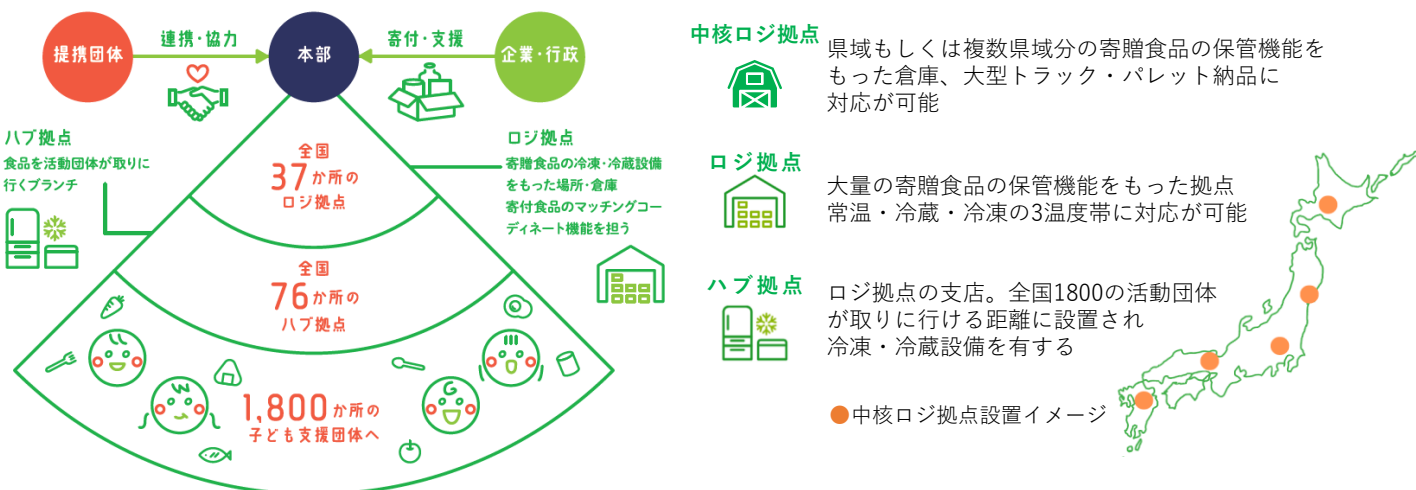 提携団体
連携・協力
本部
寄付・支援
企業・行政
ハブ拠点
食品を活動団体が取りに
行くブランチ
ロジ拠点
寄贈食品の冷凍・冷蔵設備
をもった場所・倉庫
寄付食品のマッチングコー
ディネート機能を担う
全国
37か所の
ロジ拠点
全国
76か所の
ハブ拠点
1,800か所の
子ども支援団体へ
中核ロジ拠点
県域もしくは複数県域分の寄贈食品の保管機能を
もった倉庫、大型トラック・パレット納品に
対応が可能
ロジ拠点
大量の寄贈食品の保管機能をもった拠点
常温・冷蔵・冷凍の3温度帯に対応が可能
ハブ拠点
ロジ拠点の支店。全国1800の活動団体
が取りに行ける距離に設置され
冷凍・冷蔵設備を有する
●中核ロジ拠点設置イメージ